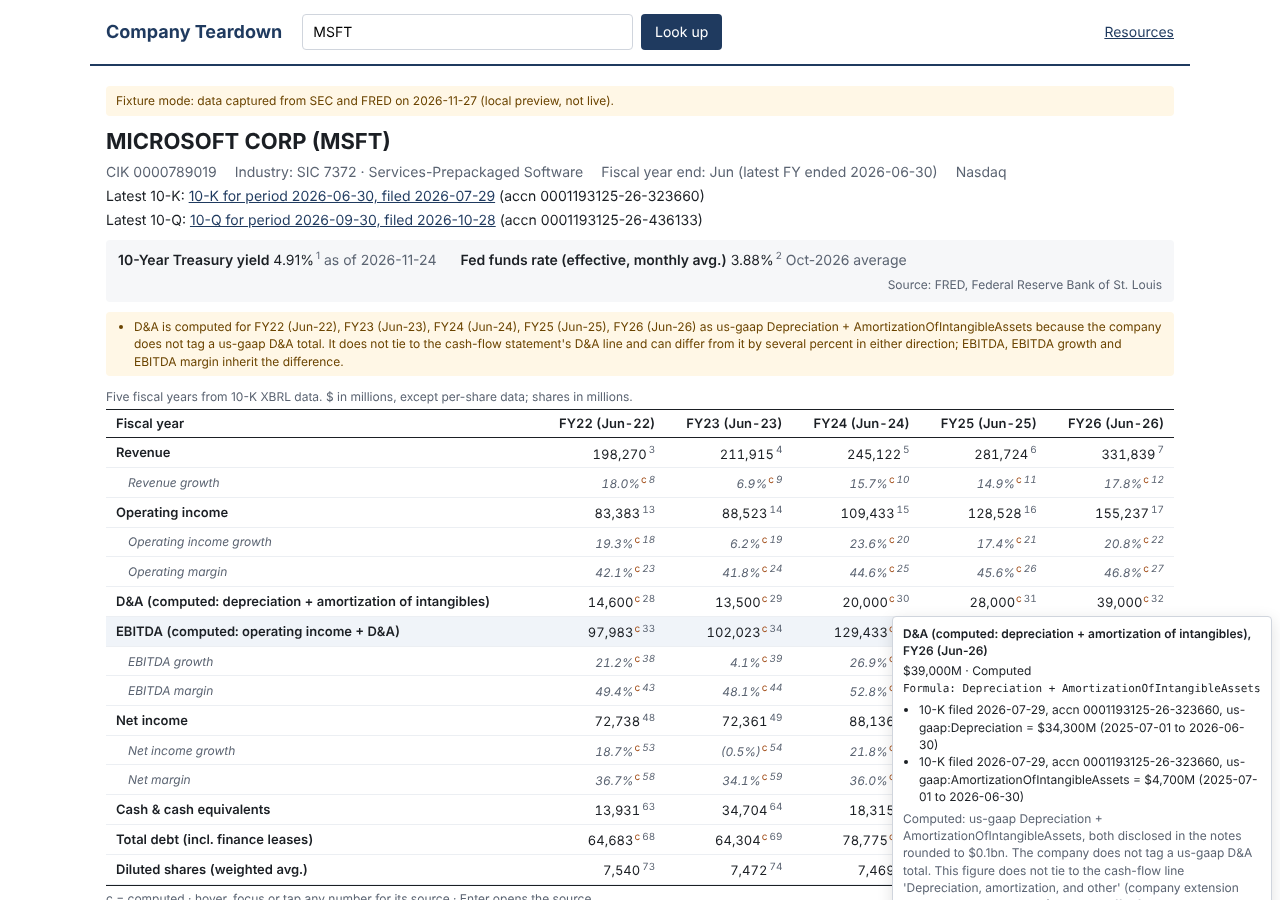 Company Teardown MSFT Look up Resources
Fixture mode: data captured from SEC and FRED on 2026-11-27 (local preview, not live).
MICROSOFT CORP (MSFT)
CIK 0000789019 Industry: SIC 7372 · Services-Prepackaged Software Fiscal year end: Jun (latest FY ended 2026-06-30) Nasdaq
Latest 10-K: 10-K for period 2026-06-30, filed 2026-07-29 (accn 0001193125-26-323660)
Latest 10-Q: 10-Q for period 2026-09-30, filed 2026-10-28 (accn 0001193125-26-436133)
10-Year Treasury yield 4.91% 1 as of 2026-11-24 Fed funds rate (effective, monthly avg.) 3.88% 2 Oct-2026 average
Source: FRED, Federal Reserve Bank of St. Louis
• D&A is computed for FY22 (Jun-22), FY23 (Jun-23), FY24 (Jun-24), FY25 (Jun-25), FY26 (Jun-26) as us-gaap Depreciation + AmortizationOfIntangibleAssets because the company
does not tag a us-gaap D&A total. It does not tie to the cash-flow statement's D&A line and can differ from it by several percent in either direction; EBITDA, EBITDA growth and
EBITDA margin inherit the difference.
Five fiscal years from 10-K XBRL data. $ in millions, except per-share data; shares in millions.
Fiscal year FY22 (Jun-22) FY23 (Jun-23) FY24 (Jun-24) FY25 (Jun-25) FY26 (Jun-26)
Revenue 198,270 3 211,915 4 245,122 5 281,724 6 331,839 7
Revenue growth 18.0% c 8 6.9% c 9 15.7% c 10 14.9% c 11 17.8% c 12
Operating income 83,383 13 88,523 14 109,433 15 128,528 16 155,237 17
Operating income growth 19.3% c 18 6.2% c 19 23.6% c 20 17.4% c 21 20.8% c 22
Operating margin 42.1% c 23 41.8% c 24 44.6% c 25 45.6% c 26 46.8% c 27
D&A (computed: depreciation + amortization of intangibles) 14,600 c 28 13,500 c 29 20,000 c 30 28,000 c 31 39,000 c 32
EBITDA (computed: operating income + D&A) 97,983 c 33 102,023 c 34 129,433
EBITDA growth 21.2% c 38 4.1% c 39 26.9%
EBITDA margin 49.4% c 43 48.1% c 44 52.8%
Net income 72,738 48 72,361 49 88,136
Net income growth 18.7% c 53 (0.5%) c 54 21.8%
Net margin 36.7% c 58 34.1% c 59 36.0%
Cash & cash equivalents 13,931 63 34,704 64 18,315
Total debt (incl. finance leases) 64,683 c 68 64,304 c 69 78,775
Diluted shares (weighted avg.) 7,540 73 7,472 74 7,469
c = computed · hover, focus or tap any number for its source · Enter opens the source
D&A (computed: depreciation + amortization of intangibles),
FY26 (Jun-26)
$39,000M · Computed
Formula: Depreciation + AmortizationOfIntangibleAssets
• 10-K filed 2026-07-29, accn 0001193125-26-323660, us-
gaap:Depreciation = $34,300M (2025-07-01 to 2026-06-
30)
• 10-K filed 2026-07-29, accn 0001193125-26-323660, us-
gaap:AmortizationOfIntangibleAssets = $4,700M (2025-07-
01 to 2026-06-30)
Computed: us-gaap Depreciation +
AmortizationOfIntangibleAssets, both disclosed in the notes
rounded to $0.1bn. The company does not tag a us-gaap D&A
total. This figure does not tie to the cash-flow line
'Depreciation, amortization, and other' (company extension